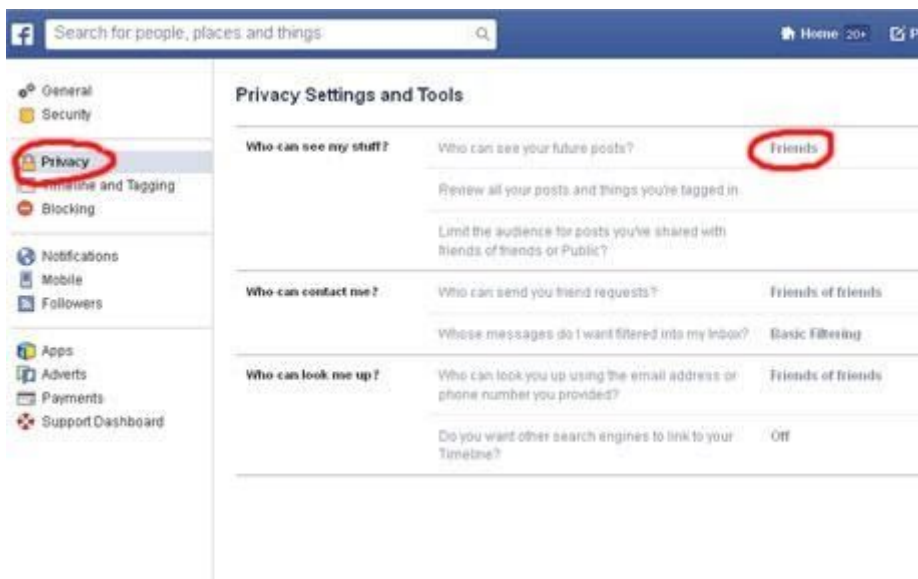 f Search for people, places and things Home 20+
General
Security
Privacy
Timeline and Tagging
Blocking
Notifications
Mobile
Followers
Apps
Adverts
Payments
Support Dashboard
Privacy Settings and Tools
Who can see my stuff? Who can see your future posts? Friends
Review all your posts and things you're tagged in
Limit the audience for posts you've shared with
friends of friends or Public?
Who can contact me? Who can send you friend requests? Friends of friends
Whose messages do I want filtered into my Inbox? Basic Filtering
Who can look me up? Who can look you up using the email address or Friends of friends
phone number you provided?
Do you want other search engines to link to your Off
Timeline?